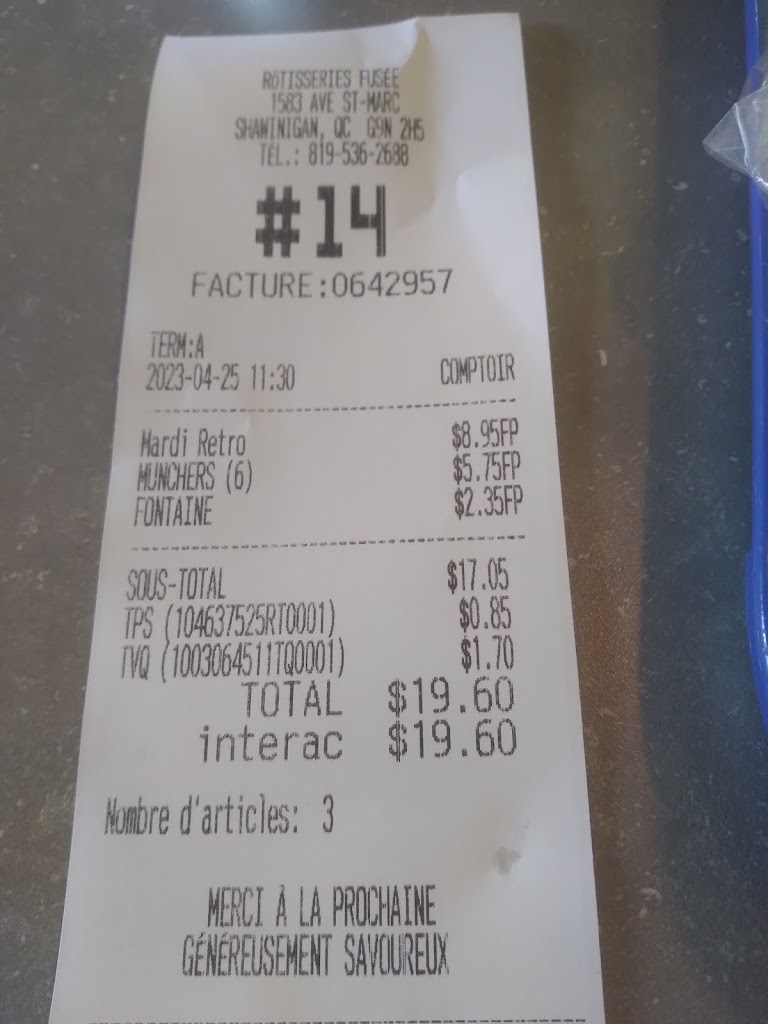 RôTISSERIES FUSÉE
1583 AVE ST-MARC
SHAWINIGAN, QC G9N 2H5
TÉL.: 819-536-2688
#14
FACTURE:0642957
TERM:A
2023-04-25 11:30 COMPTOIR
Mardi Retro $8.95FP
MUNCHERS (6) $5.75FP
FONTAINE $2.35FP
SOUS-TOTAL $17.05
TPS (104637525RT0001) $0.85
TVQ (1003064511TQ0001) $1.70
TOTAL $19.60
interac $19.60
Nombre d'articles: 3
MERCI À LA PROCHAINE
GÉNÉREUSEMENT SAVOUREUX